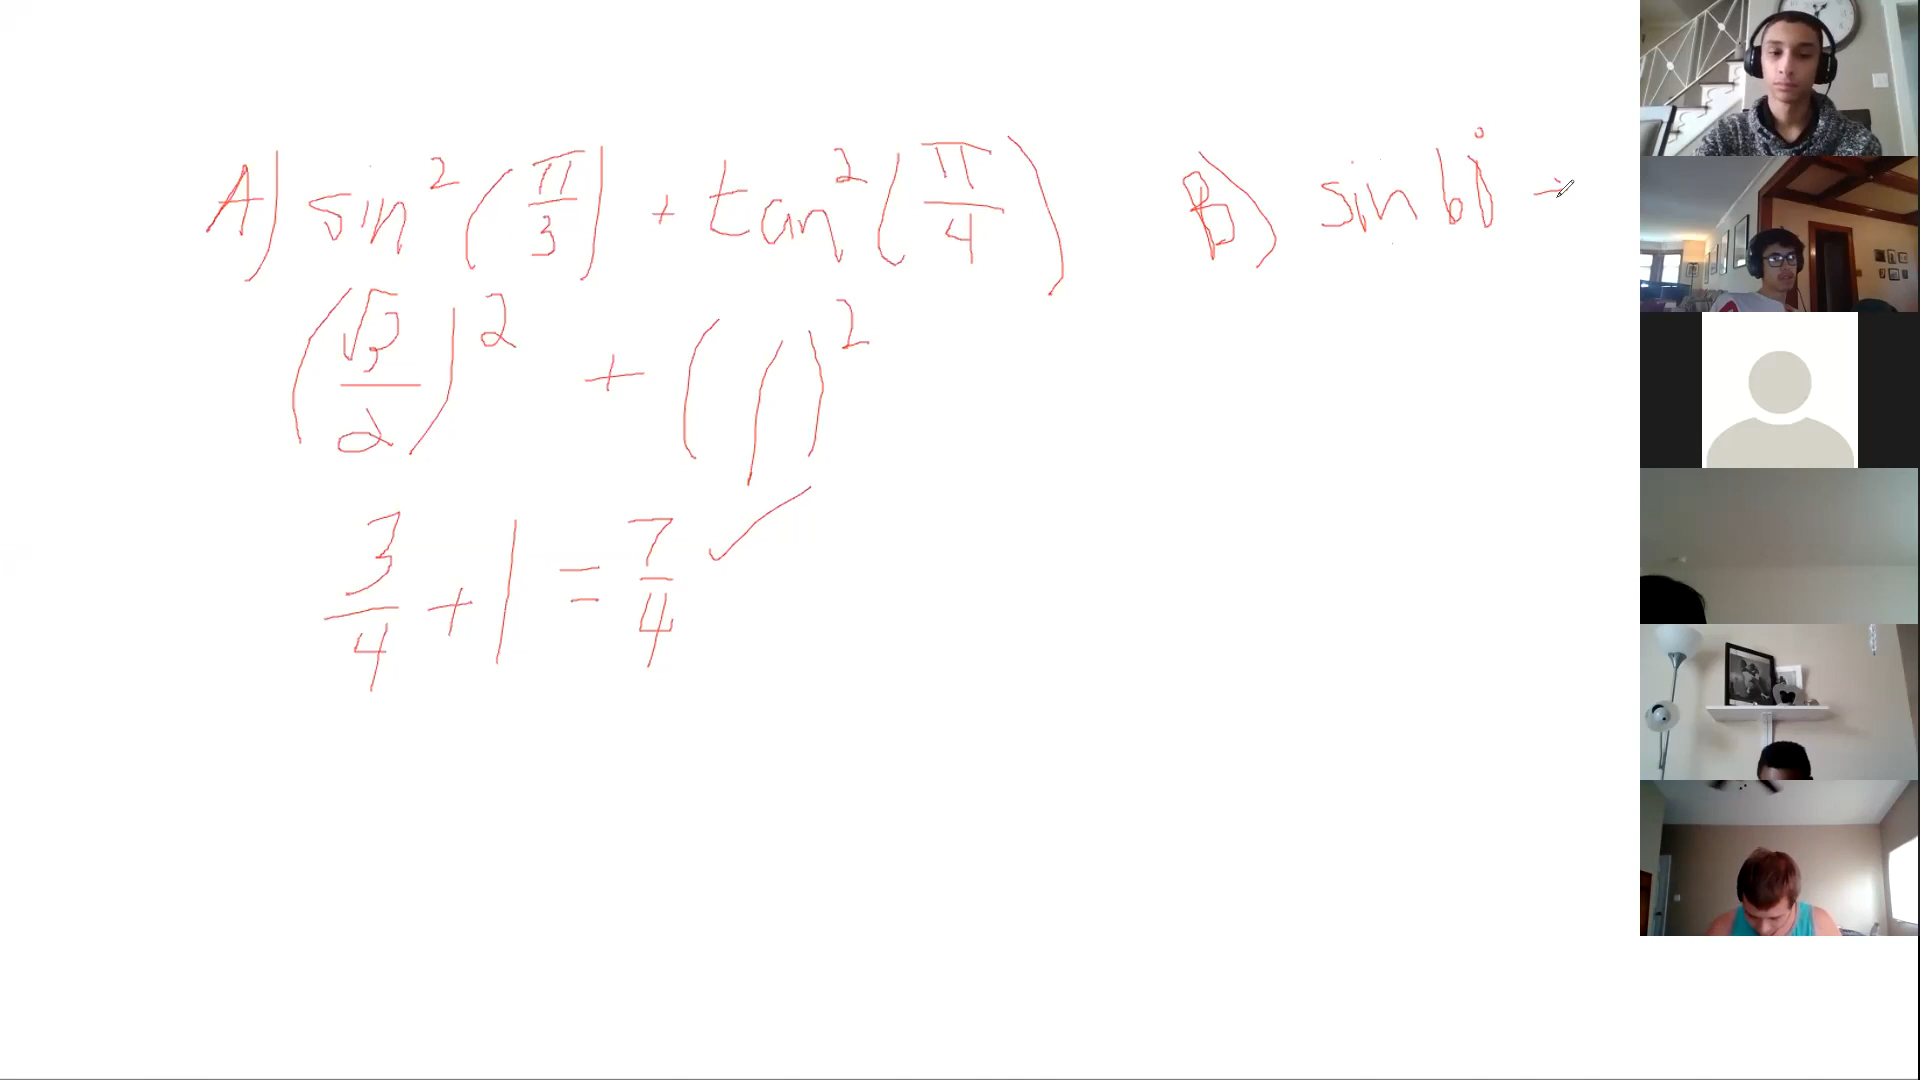 A) sin² (π/3) + tan² (π/4)
(√3/2)² + (1)²
3/4 + 1 = 7/4 ✓
B) sin 60°